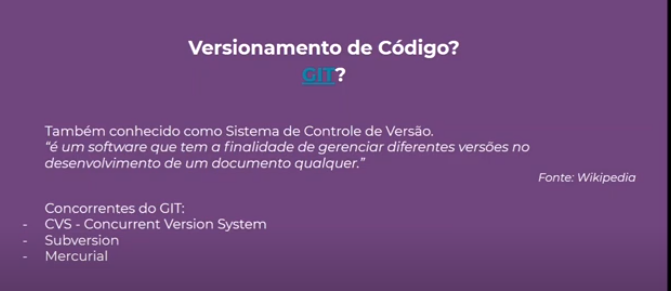 Versionamento de Código?
GIT?
Também conhecido como Sistema de Controle de Versão.
“é um software que tem a finalidade de gerenciar diferentes versões no
desenvolvimento de um documento qualquer.”
Fonte: Wikipedia
Concorrentes do GIT:
- CVS - Concurrent Version System
- Subversion
- Mercurial